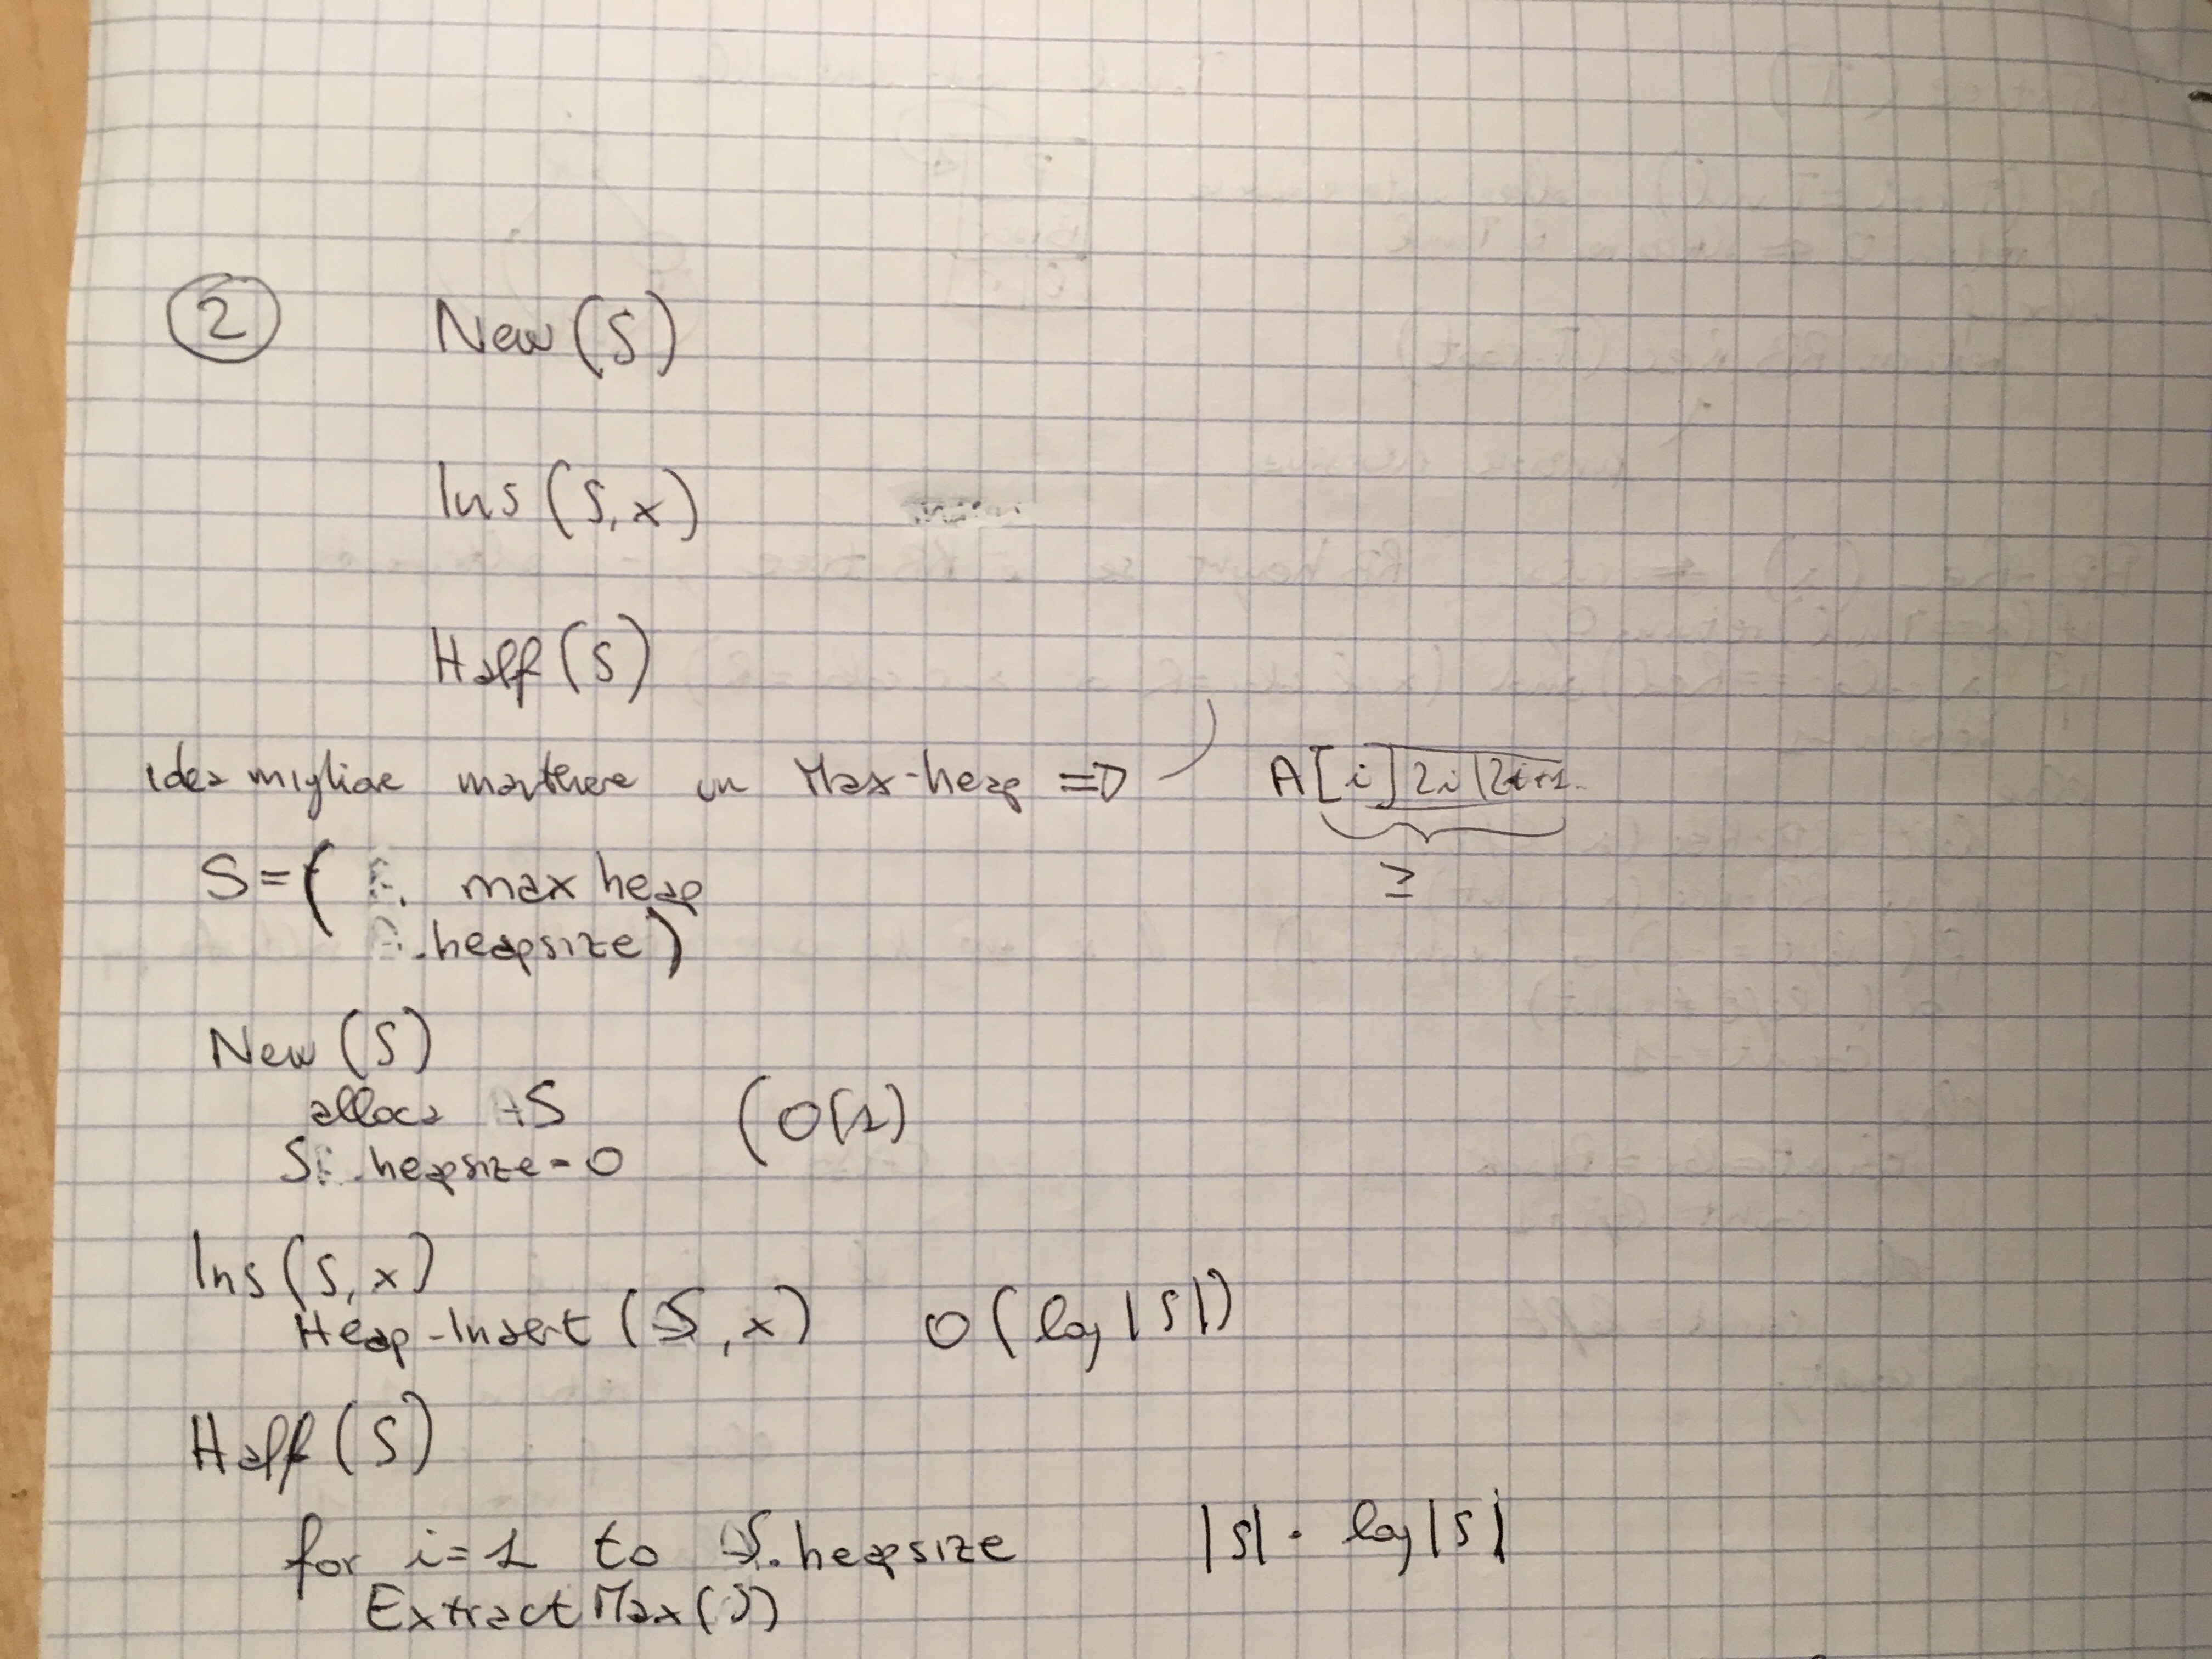 2 New (S)
Ins (S, x)
Half (S)
idea migliore mantenere un Max-heap => A[i] 2i | 2i+1
≥
S = ( max heap
.heapsize)
New (S)
alloca S (O(1)
S.heapsize = 0
Ins (S, x)
Heap-Insert (S, x) O(log |S|)
Half (S)
for i=1 to S.heapsize |S| · log |S|
ExtractMax(S)